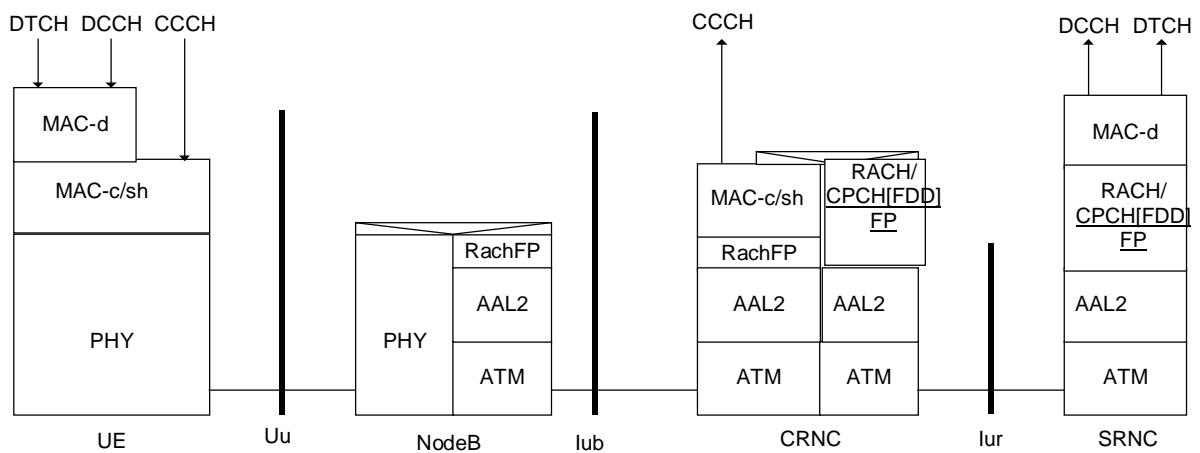 DTCH DCCH CCCH
CCCH
DCCH DTCH
MAC-d
MAC-c/sh
PHY
UE
Uu
RachFP
PHY
AAL2
ATM
NodeB
Iub
MAC-c/sh
RACH/
CPCH[FDD]
FP
RachFP
AAL2
AAL2
ATM
ATM
CRNC
Iur
MAC-d
RACH/
CPCH[FDD]
FP
AAL2
ATM
SRNC